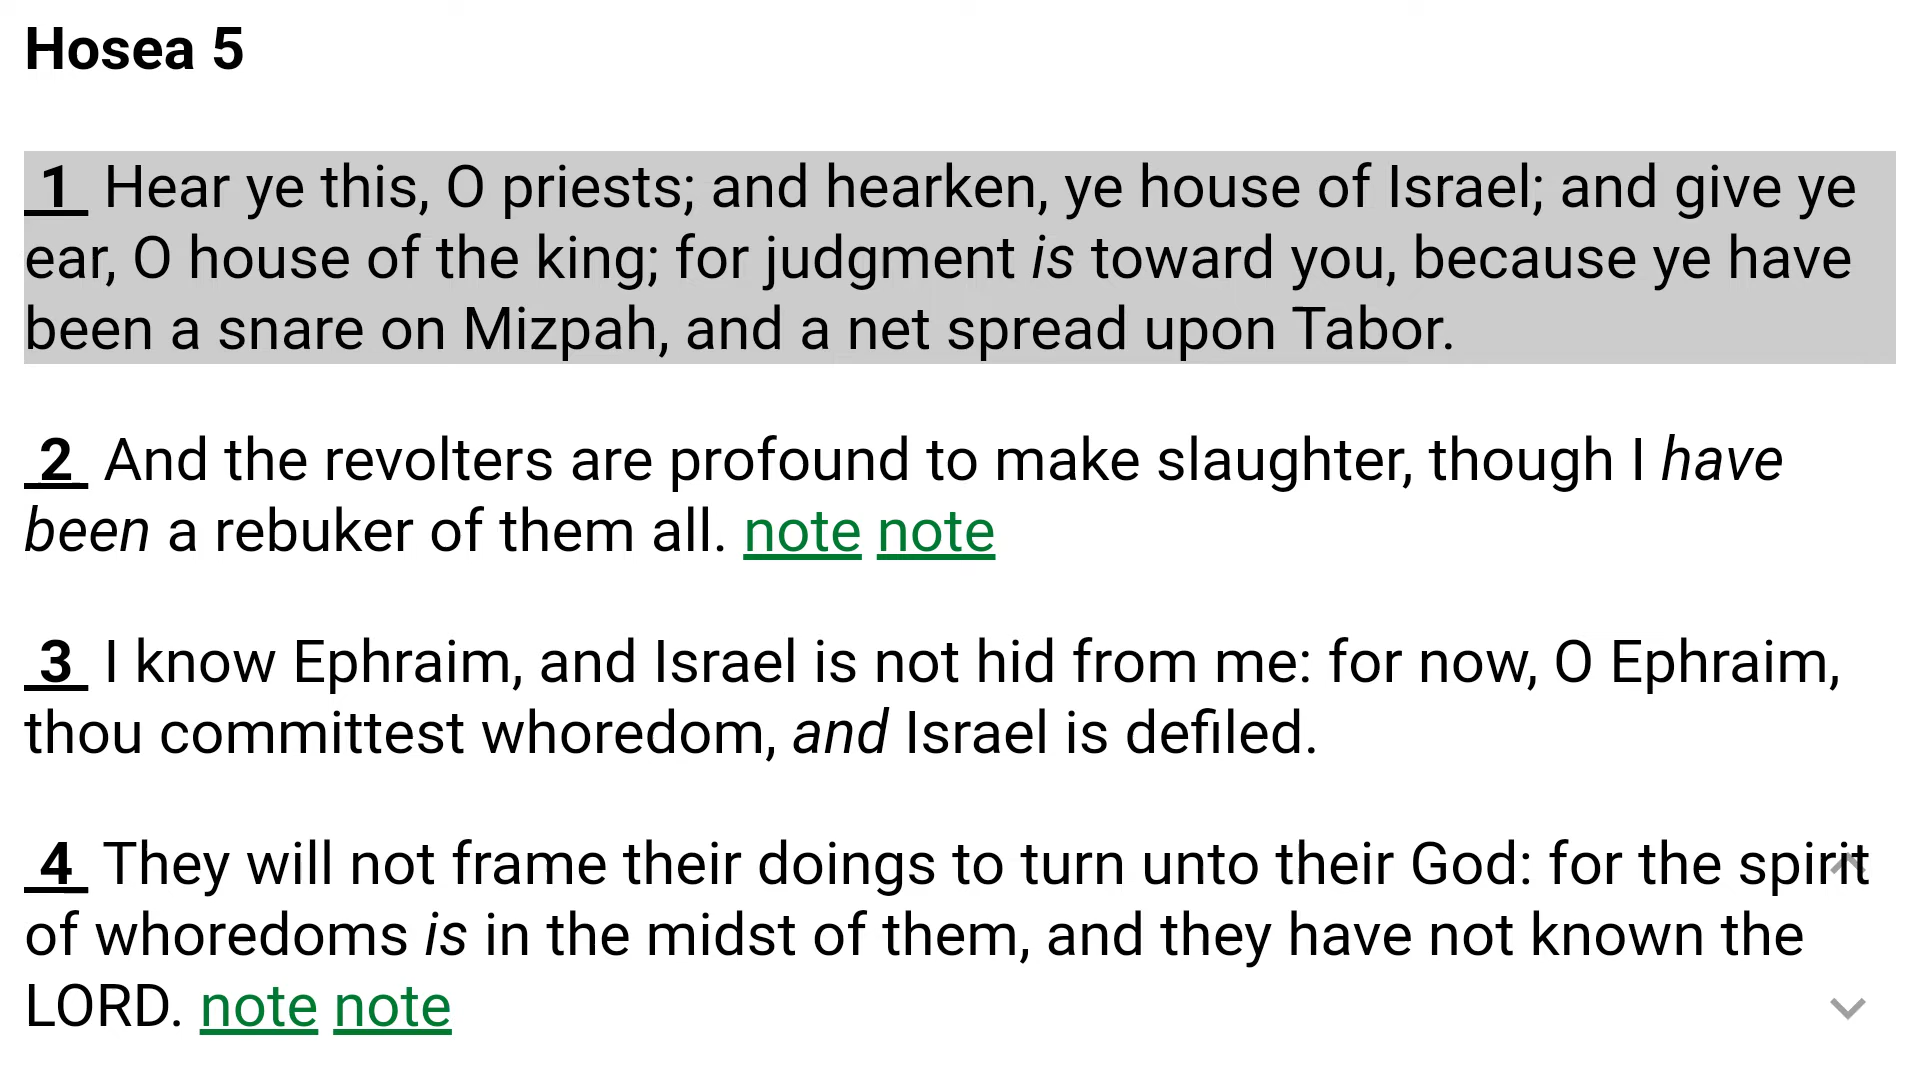 Hosea 5
1 Hear ye this, O priests; and hearken, ye house of Israel; and give ye
ear, O house of the king; for judgment is toward you, because ye have
been a snare on Mizpah, and a net spread upon Tabor.
2 And the revolters are profound to make slaughter, though I have
been a rebuker of them all. note note
3 I know Ephraim, and Israel is not hid from me: for now, O Ephraim,
thou committest whoredom, and Israel is defiled.
4 They will not frame their doings to turn unto their God: for the spirit
of whoredoms is in the midst of them, and they have not known the
LORD. note note